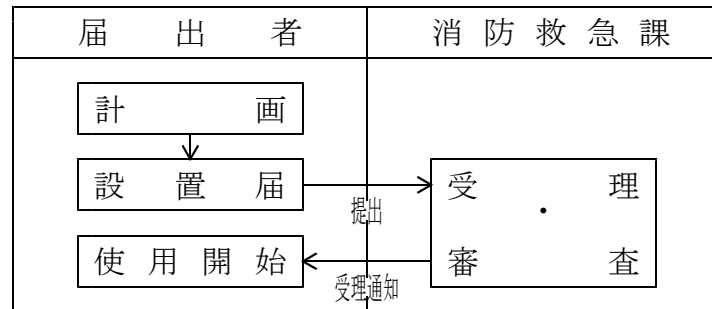 届出者 消防救急課
計画
設置届
提出
受理
・
審査
使用開始
受理通知